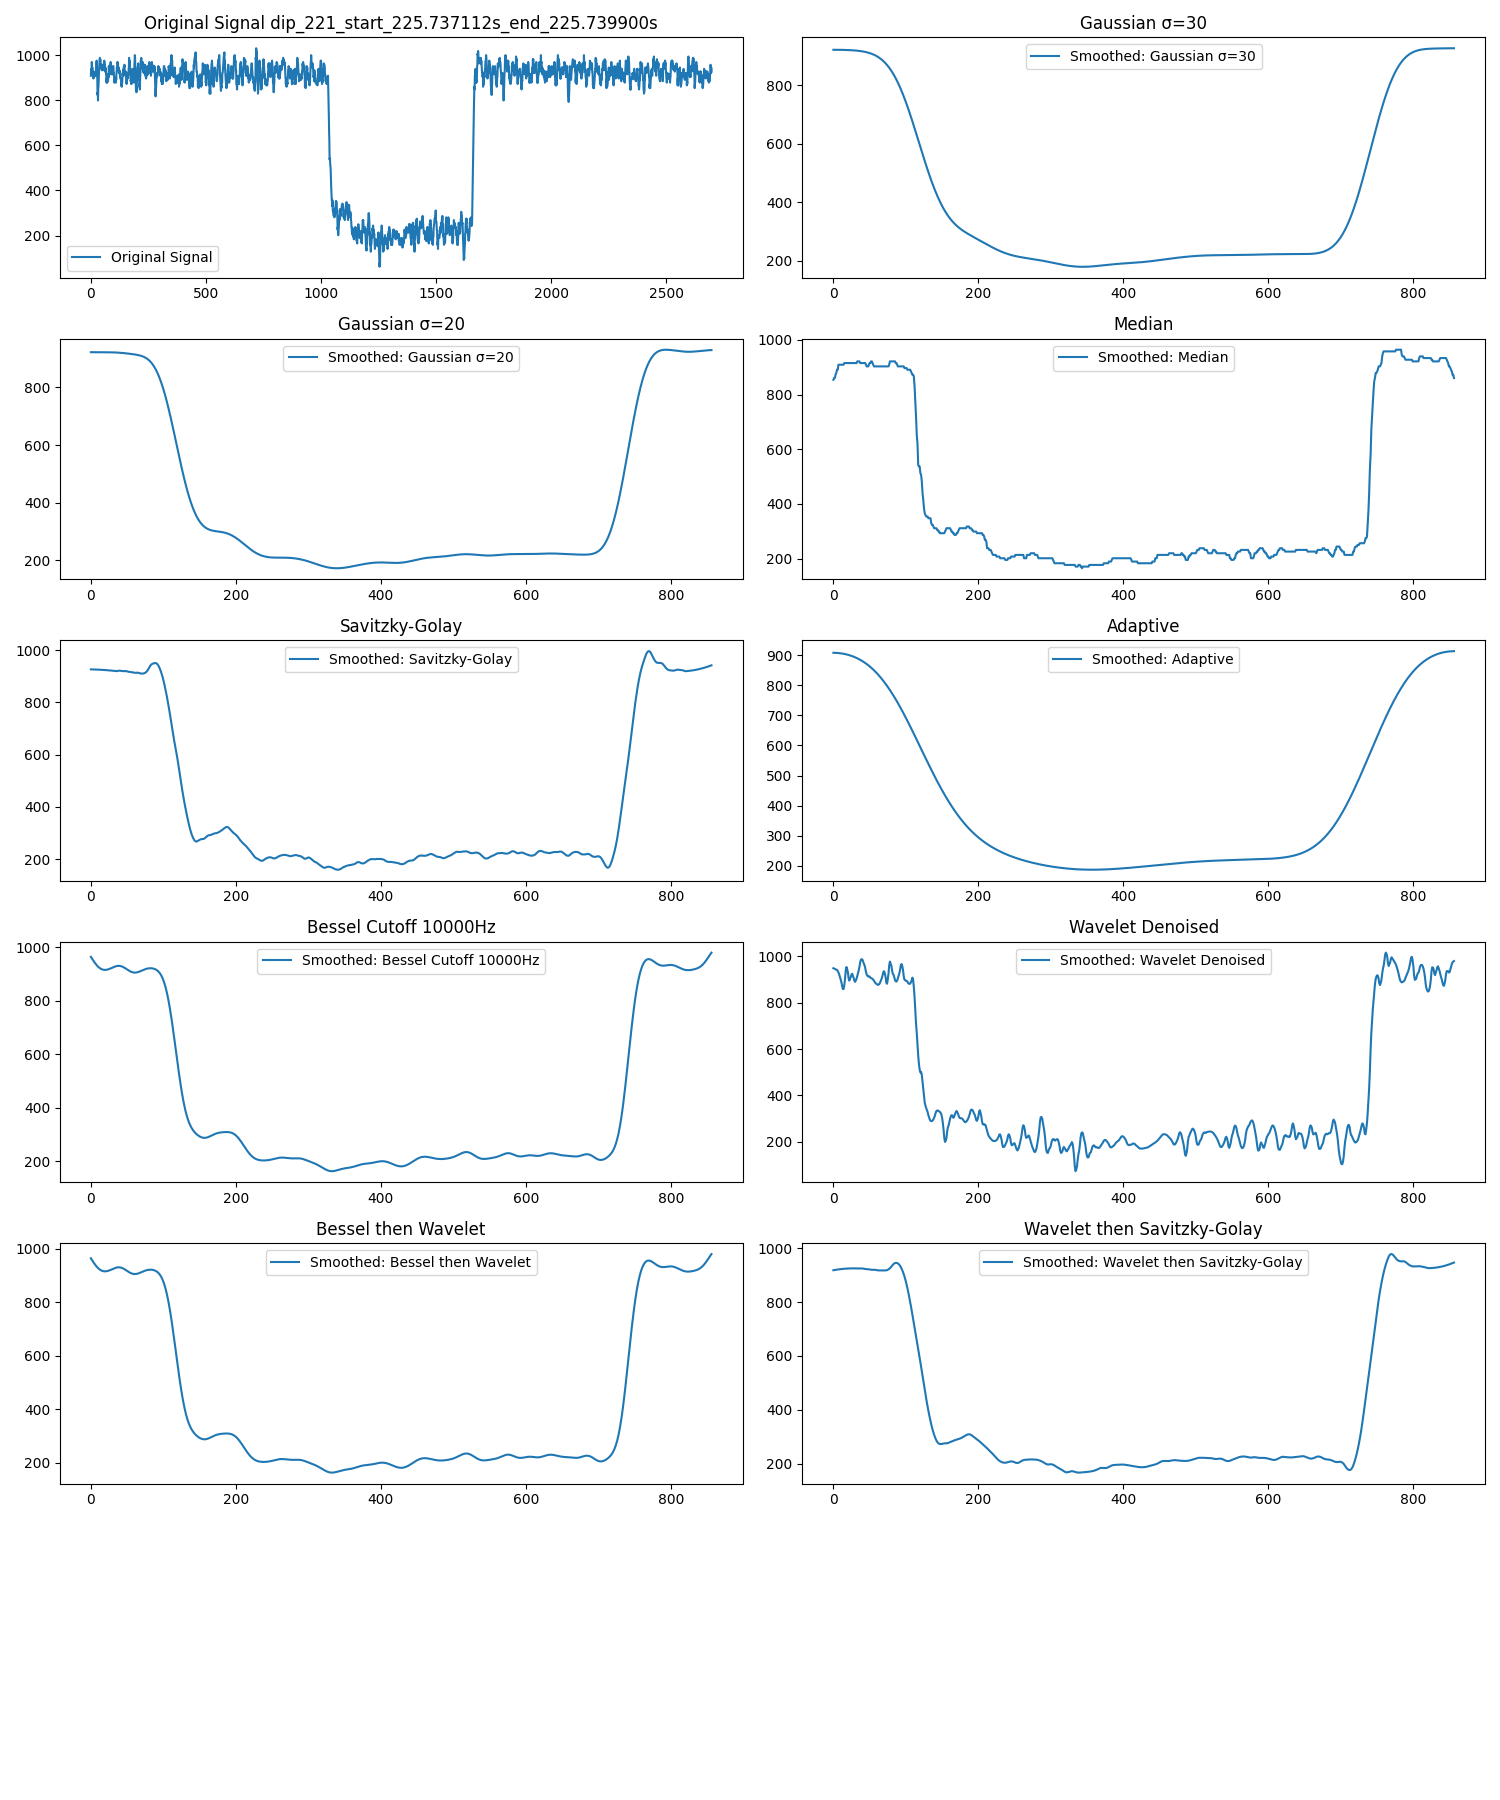 Original Signal dip_221_start_225.737112s_end_225.739900s
1000
800
600
400
200
Original Signal
0 500 1000 1500 2000 2500
Gaussian σ=30
Smoothed: Gaussian σ=30
800
600
400
200
0 200 400 600 800
Gaussian σ=20
Smoothed: Gaussian σ=20
800
600
400
200
0 200 400 600 800
Median
Smoothed: Median
1000
800
600
400
200
0 200 400 600 800
Savitzky-Golay
Smoothed: Savitzky-Golay
1000
800
600
400
200
0 200 400 600 800
Adaptive
Smoothed: Adaptive
900
800
700
600
500
400
300
200
0 200 400 600 800
Bessel Cutoff 10000Hz
Smoothed: Bessel Cutoff 10000Hz
1000
800
600
400
200
0 200 400 600 800
Wavelet Denoised
Smoothed: Wavelet Denoised
1000
800
600
400
200
0 200 400 600 800
Bessel then Wavelet
Smoothed: Bessel then Wavelet
1000
800
600
400
200
0 200 400 600 800
Wavelet then Savitzky-Golay
Smoothed: Wavelet then Savitzky-Golay
1000
800
600
400
200
0 200 400 600 800